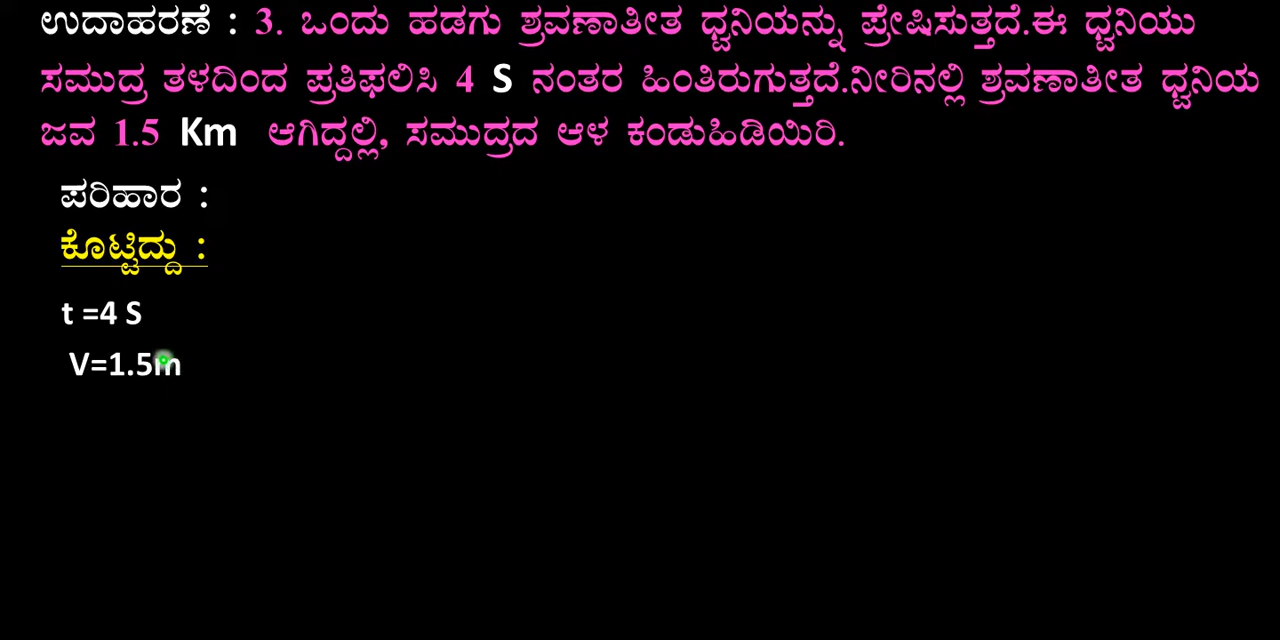 ಉದಾಹರಣೆ : 3. ಒಂದು ಹಡಗು ಶ್ರವಣಾತೀತ ಧ್ವನಿಯನ್ನು ಪ್ರೇಷಿಸುತ್ತದೆ.ಈ ಧ್ವನಿಯು
ಸಮುದ್ರ ತಳದಿಂದ ಪ್ರತಿಫಲಿಸಿ 4 S ನಂತರ ಹಿಂತಿರುಗುತ್ತದೆ.ನೀರಿನಲ್ಲಿ ಶ್ರವಣಾತೀತ ಧ್ವನಿಯ
ಜವ 1.5 Km ಆಗಿದ್ದಲ್ಲಿ, ಸಮುದ್ರದ ಆಳ ಕಂಡುಹಿಡಿಯಿರಿ.
ಪರಿಹಾರ :
ಕೊಟ್ಟಿದ್ದು :
t =4 S
V=1.5m